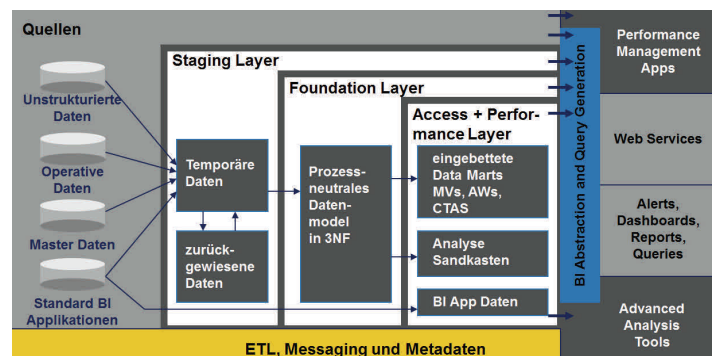 Quellen
Unstrukturierte
Daten
Operative
Daten
Master Daten
Standard BI
Applikationen
Staging Layer
Temporäre
Daten
zurück-
gewiesene
Daten
Foundation Layer
Prozess-
neutrales
Daten-
model
in 3NF
Access + Perfor-
mance Layer
eingebettete
Data Marts
MVs, AWs,
CTAS
Analyse
Sandkasten
BI App Daten
BI Abstraction and Query Generation
Performance
Management
Apps
Web Services
Alerts,
Dashboards,
Reports,
Queries
Advanced
Analysis
Tools
ETL, Messaging und Metadaten